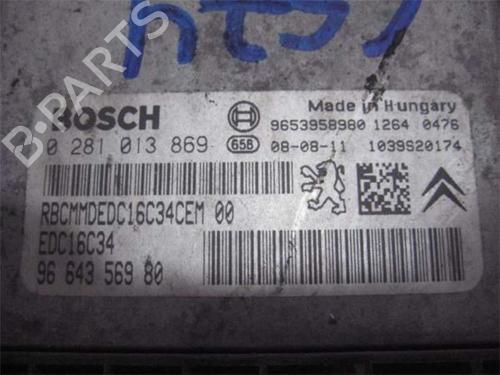 BOSCH
Made in Hungary
9653958980 1264 0476
0 281 013 869
658
08-08-11 1039S20174
RBCMMDEDC16C34CEM 00
EDC16C34
96 643 569 80
B-PARTS